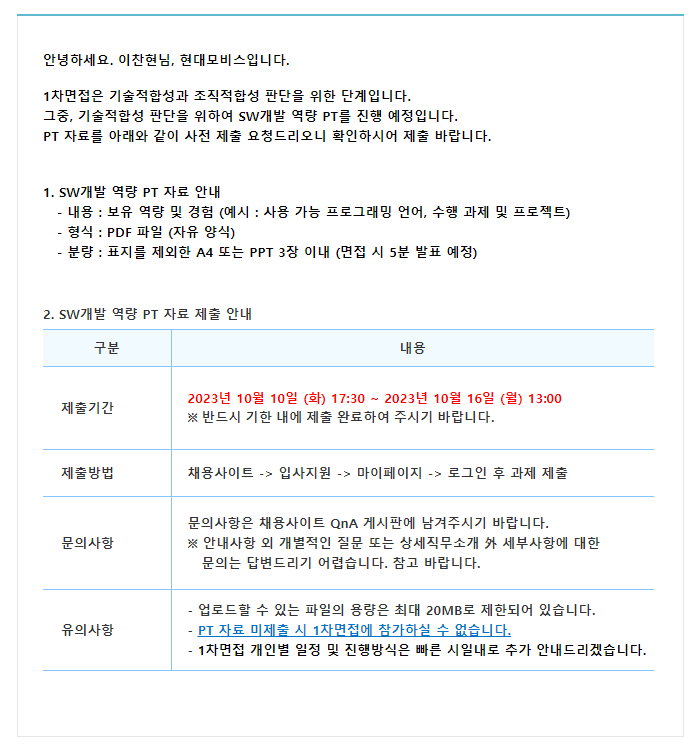 안녕하세요. 이찬현님, 현대모비스입니다.
1차면접은 기술적합성과 조직적합성 판단을 위한 단계입니다.
그중, 기술적합성 판단을 위하여 SW개발 역량 PT를 진행 예정입니다.
PT 자료를 아래와 같이 사전 제출 요청드리오니 확인하시어 제출 바랍니다.
1. SW개발 역량 PT 자료 안내
- 내용 : 보유 역량 및 경험 (예시 : 사용 가능 프로그래밍 언어, 수행 과제 및 프로젝트)
- 형식 : PDF 파일 (자유 양식)
- 분량 : 표지를 제외한 A4 또는 PPT 3장 이내 (면접 시 5분 발표 예정)
2. SW개발 역량 PT 자료 제출 안내
구분 내용
제출기간
2023년 10월 10일 (화) 17:30 ~ 2023년 10월 16일 (월) 13:00
※ 반드시 기한 내에 제출 완료하여 주시기 바랍니다.
제출방법 채용사이트 -> 입사지원 -> 마이페이지 -> 로그인 후 과제 제출
문의사항
문의사항은 채용사이트 QnA 게시판에 남겨주시기 바랍니다.
※ 안내사항 외 개별적인 질문 또는 상세직무소개 外 세부사항에 대한
문의는 답변드리기 어렵습니다. 참고 바랍니다.
유의사항
- 업로드할 수 있는 파일의 용량은 최대 20MB로 제한되어 있습니다.
- PT 자료 미제출 시 1차면접에 참가하실 수 없습니다.
- 1차면접 개인별 일정 및 진행방식은 빠른 시일내로 추가 안내드리겠습니다.